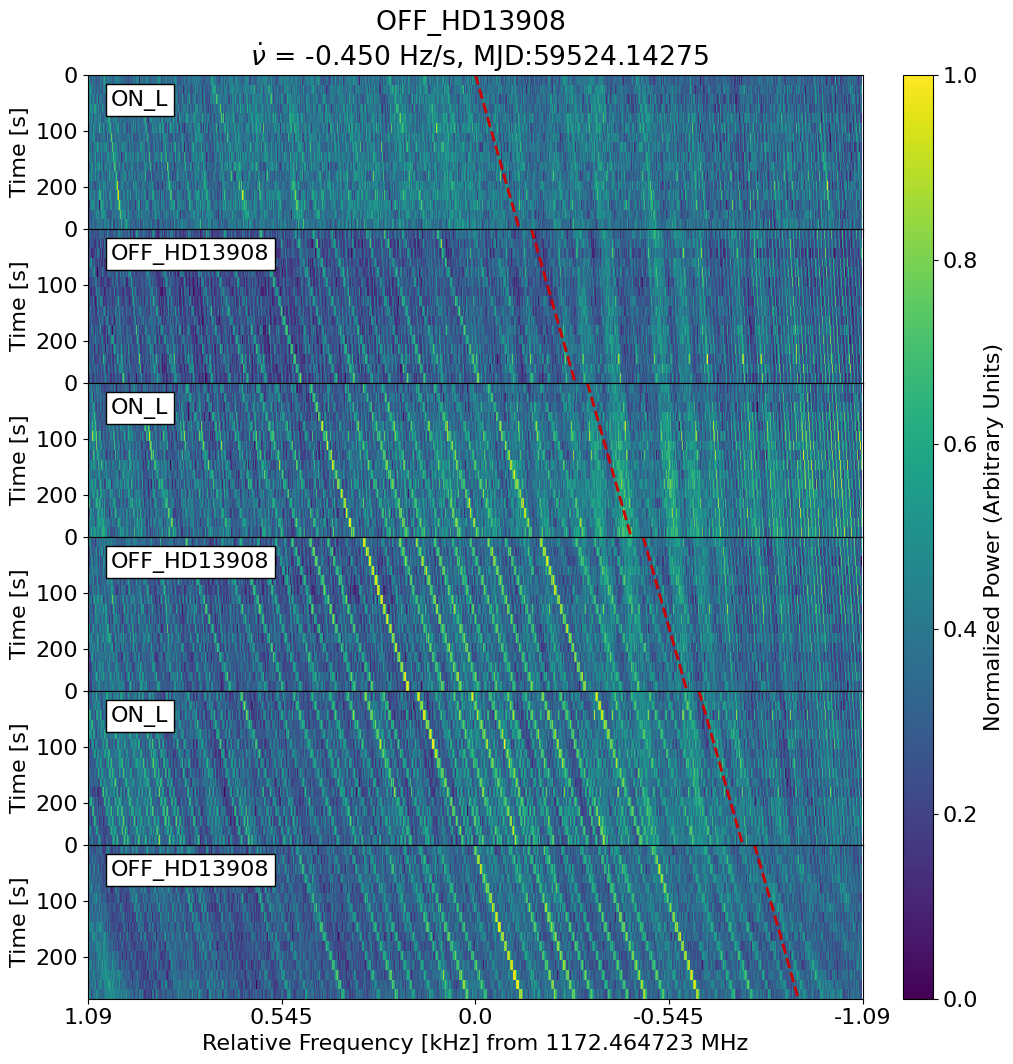 OFF_HD13908
ν̇ = -0.450 Hz/s, MJD:59524.14275
ON_L
OFF_HD13908
ON_L
OFF_HD13908
ON_L
OFF_HD13908
Time [s]
0
100
200
Time [s]
0
100
200
Time [s]
0
100
200
Time [s]
0
100
200
Time [s]
0
100
200
Time [s]
0
100
200
1.09 0.545 0.0 -0.545 -1.09
Relative Frequency [kHz] from 1172.464723 MHz
1.0
0.8
0.6
0.4
0.2
0.0
Normalized Power (Arbitrary Units)